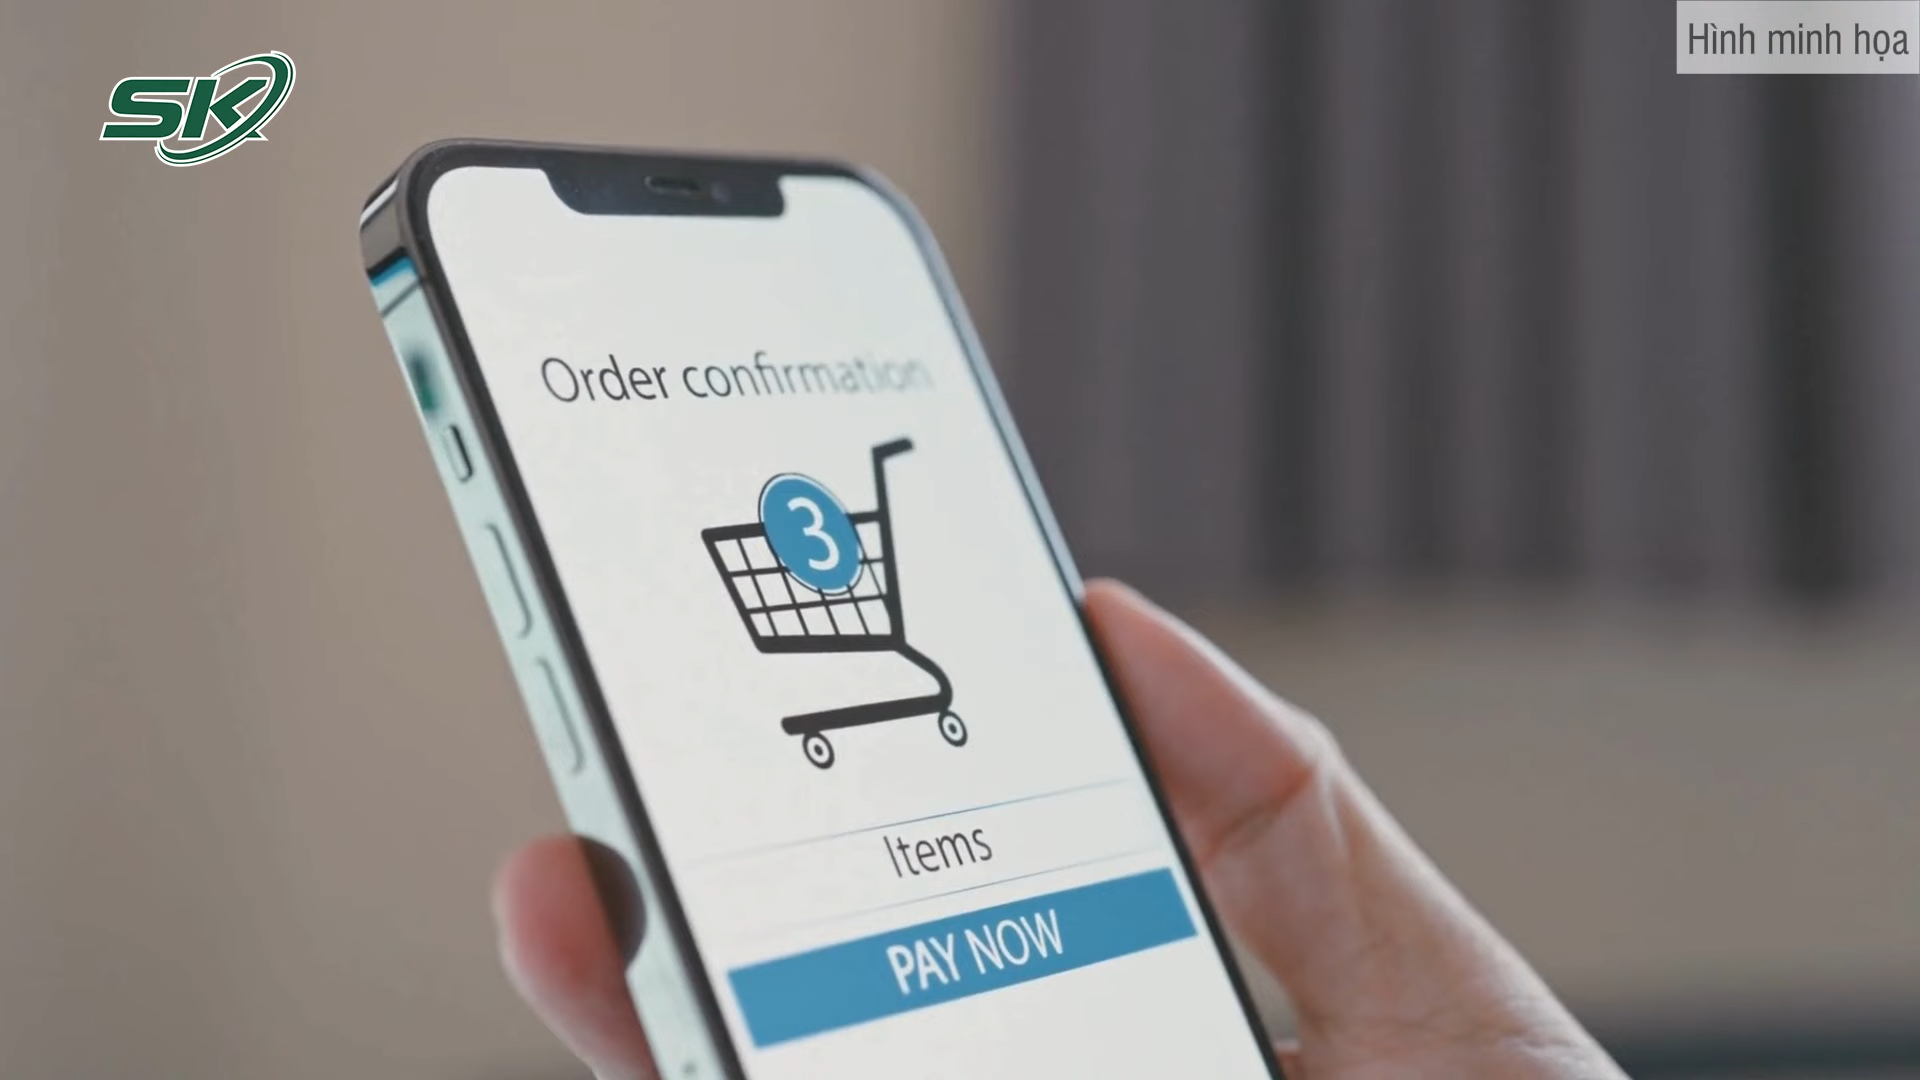 SK
Hình minh họa
Order confirmation
3
Items
PAY NOW